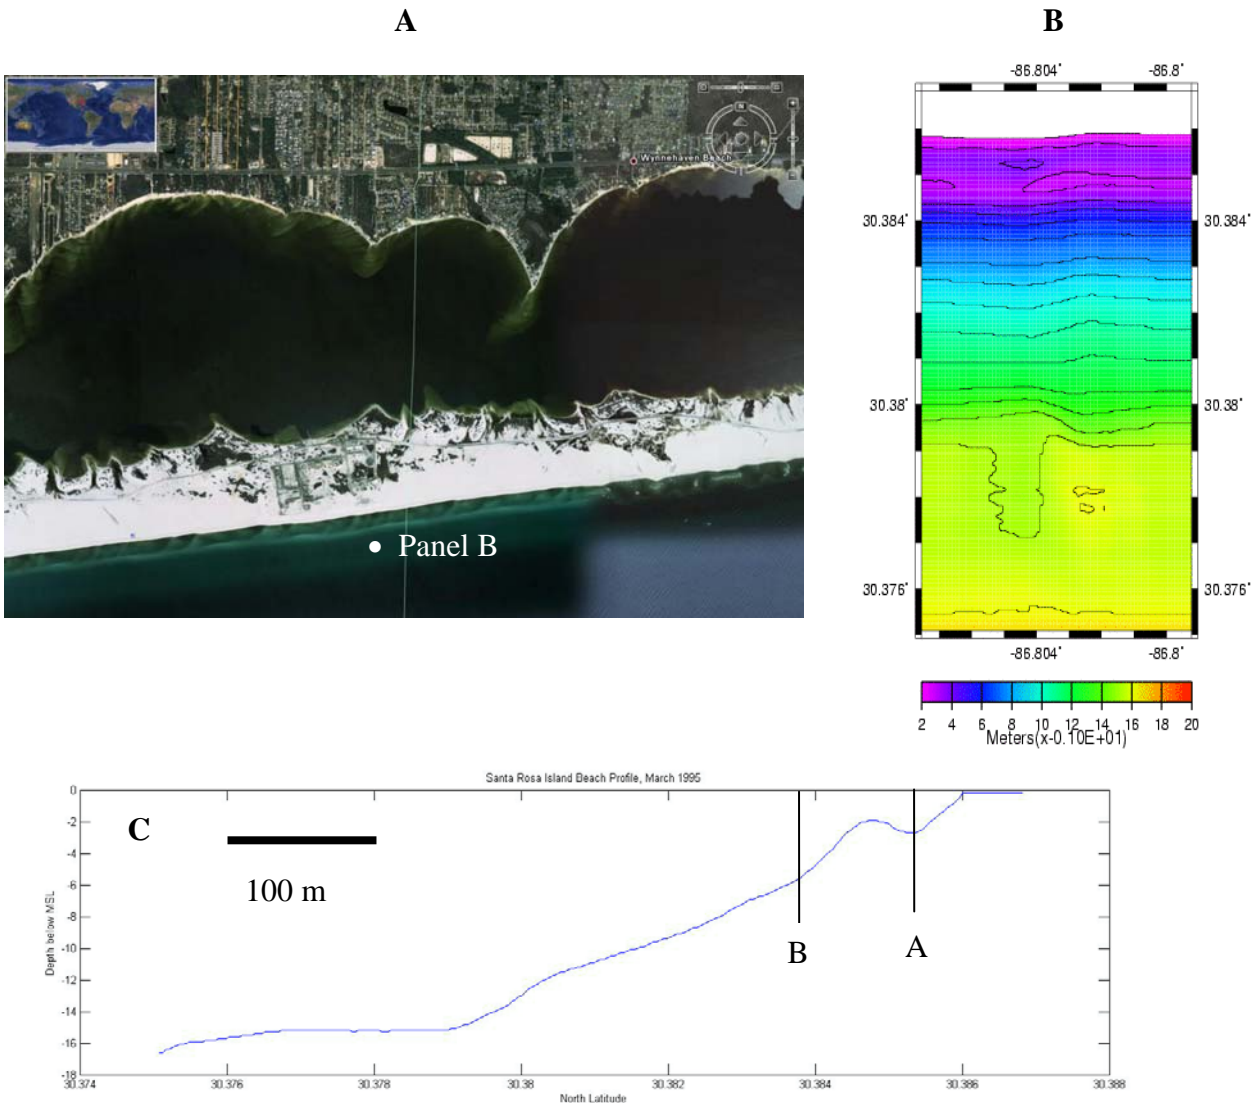 A
B
Wynnehaven Beach
N
Panel B
-86.804˚ -86.8˚
30.384˚ 30.384˚
30.38˚ 30.38˚
30.376˚ 30.376˚
-86.804˚ -86.8˚
2 4 6 8 10 12 14 16 18 20
Meters(x-0.10E+01)
Santa Rosa Island Beach Profile, March 1995
C
100 m
B
A
Depth below MSL
0
-2
-4
-6
-8
-10
-12
-14
-16
-18
30.374 30.376 30.378 30.38 30.382 30.384 30.386 30.388
North Latitude